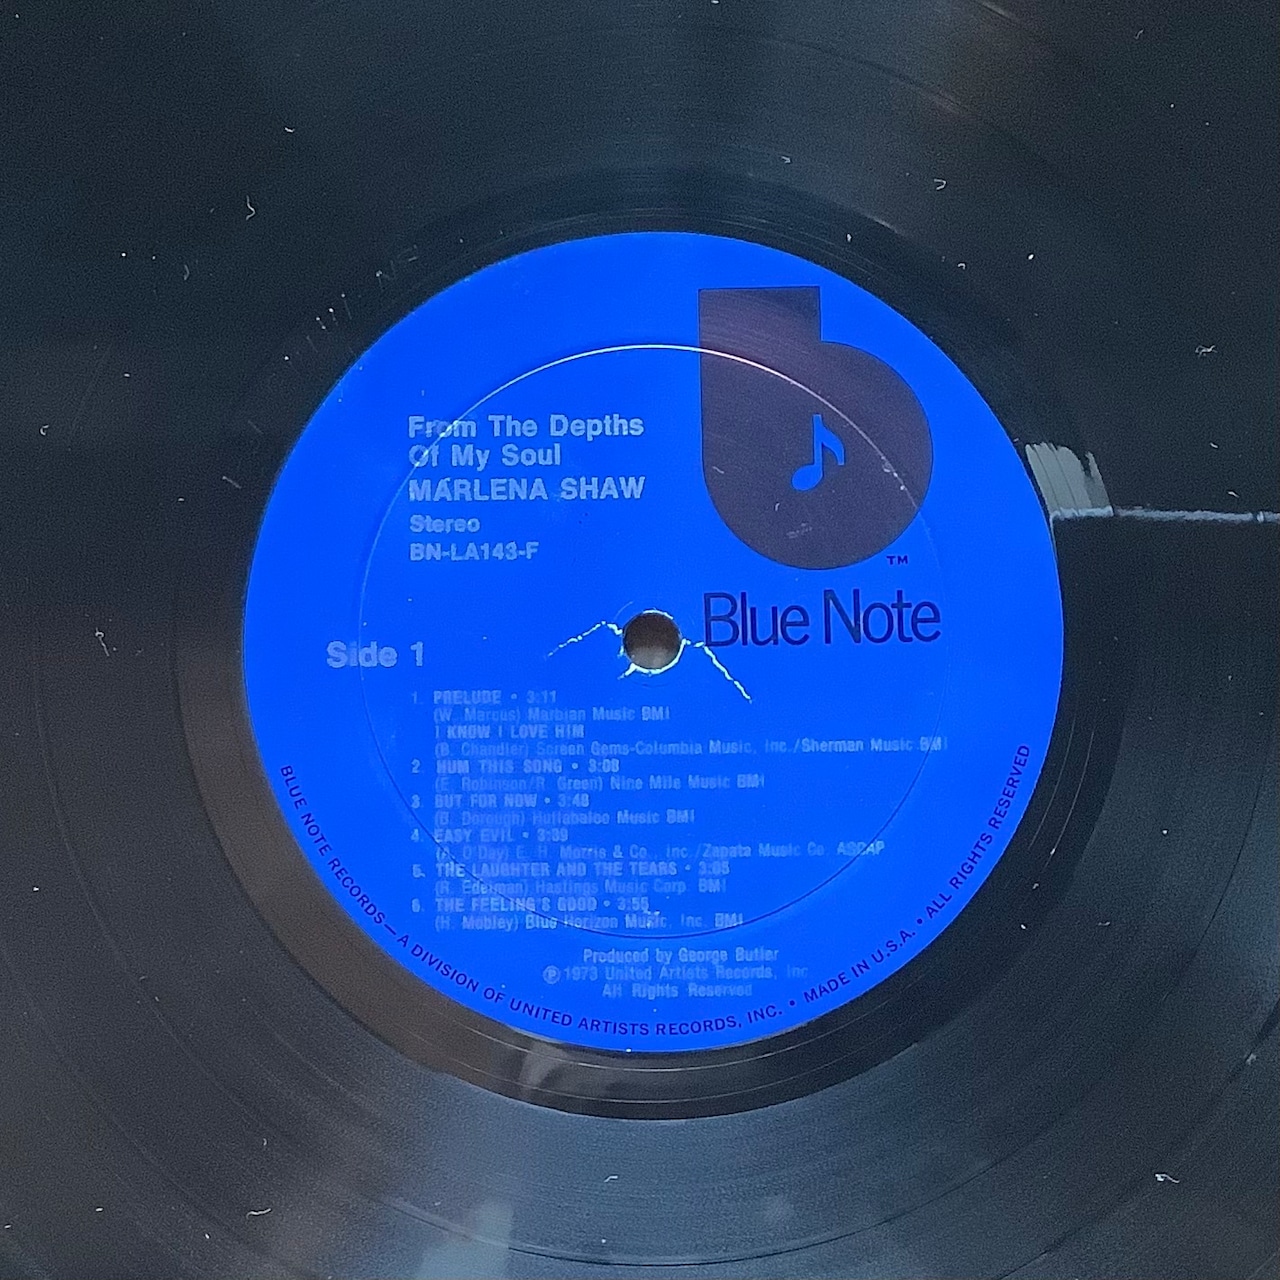 From The Depths
Of My Soul
MARLENA SHAW
Stereo
BN-LA143-F
TM
Blue Note
Side 1
1. PRELUDE • 3:11
(W. Marcus) Marbian Music BMI
I KNOW I LOVE HIM
(B. Chandler) Screen Gems-Columbia Music, Inc./Sherman Music BMI
2. HUM THIS SONG • 3:08
(E. Robinson/R. Green) Nine Mile Music BMI
3. BUT FOR NOW • 3:48
(B. Dorough) Hullabaloo Music BMI
4. EASY EVIL • 3:39
(A. O'Day) E. H. Morris & Co., Inc./Zapata Music Co. ASCAP
5. THE LAUGHTER AND THE TEARS • 3:05
(R. Edelman) Hastings Music Corp. BMI
6. THE FEELING'S GOOD • 3:55
(H. Mobley) Blue Horizon Music, Inc. BMI
Produced by George Butler
℗ 1973 United Artists Records, Inc
All Rights Reserved
BLUE NOTE RECORDS—A DIVISION OF UNITED ARTISTS RECORDS, INC. • MADE IN U.S.A. • ALL RIGHTS RESERVED